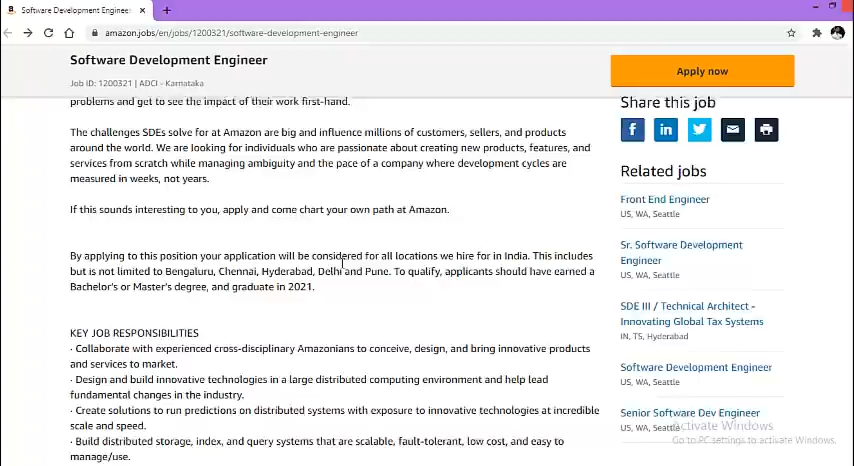 Software Development Engineer
amazon.jobs/en/jobs/1200321/software-development-engineer
Software Development Engineer
Job ID: 1200321 | ADCI - Karnataka
Apply now
problems and get to see the impact of their work first-hand.
The challenges SDEs solve for at Amazon are big and influence millions of customers, sellers, and products
around the world. We are looking for individuals who are passionate about creating new products, features, and
services from scratch while managing ambiguity and the pace of a company where development cycles are
measured in weeks, not years.
If this sounds interesting to you, apply and come chart your own path at Amazon.
By applying to this position your application will be considered for all locations we hire for in India. This includes
but is not limited to Bengaluru, Chennai, Hyderabad, Delhi and Pune. To qualify, applicants should have earned a
Bachelor's or Master's degree, and graduate in 2021.
KEY JOB RESPONSIBILITIES
· Collaborate with experienced cross-disciplinary Amazonians to conceive, design, and bring innovative products
and services to market.
· Design and build innovative technologies in a large distributed computing environment and help lead
fundamental changes in the industry.
· Create solutions to run predictions on distributed systems with exposure to innovative technologies at incredible
scale and speed.
· Build distributed storage, index, and query systems that are scalable, fault-tolerant, low cost, and easy to
manage/use.
Share this job
Related jobs
Front End Engineer
US, WA, Seattle
Sr. Software Development
Engineer
US, WA, Seattle
SDE III / Technical Architect -
Innovating Global Tax Systems
IN, TS, Hyderabad
Software Development Engineer
US, WA, Seattle
Senior Software Dev Engineer
US, WA, Seattle
Activate Windows
Go to PC settings to activate Windows.